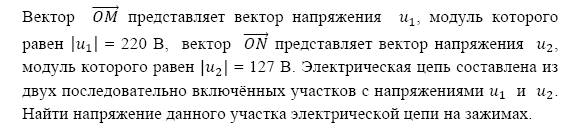 Вектор $\overrightarrow{OM}$ представляет вектор напряжения $u_1$, модуль которого
равен $|u_1| = 220$ В, вектор $\overrightarrow{ON}$ представляет вектор напряжения $u_2$,
модуль которого равен $|u_2| = 127$ В. Электрическая цепь составлена из
двух последовательно включённых участков с напряжениями $u_1$ и $u_2$.
Найти напряжение данного участка электрической цепи на зажимах.